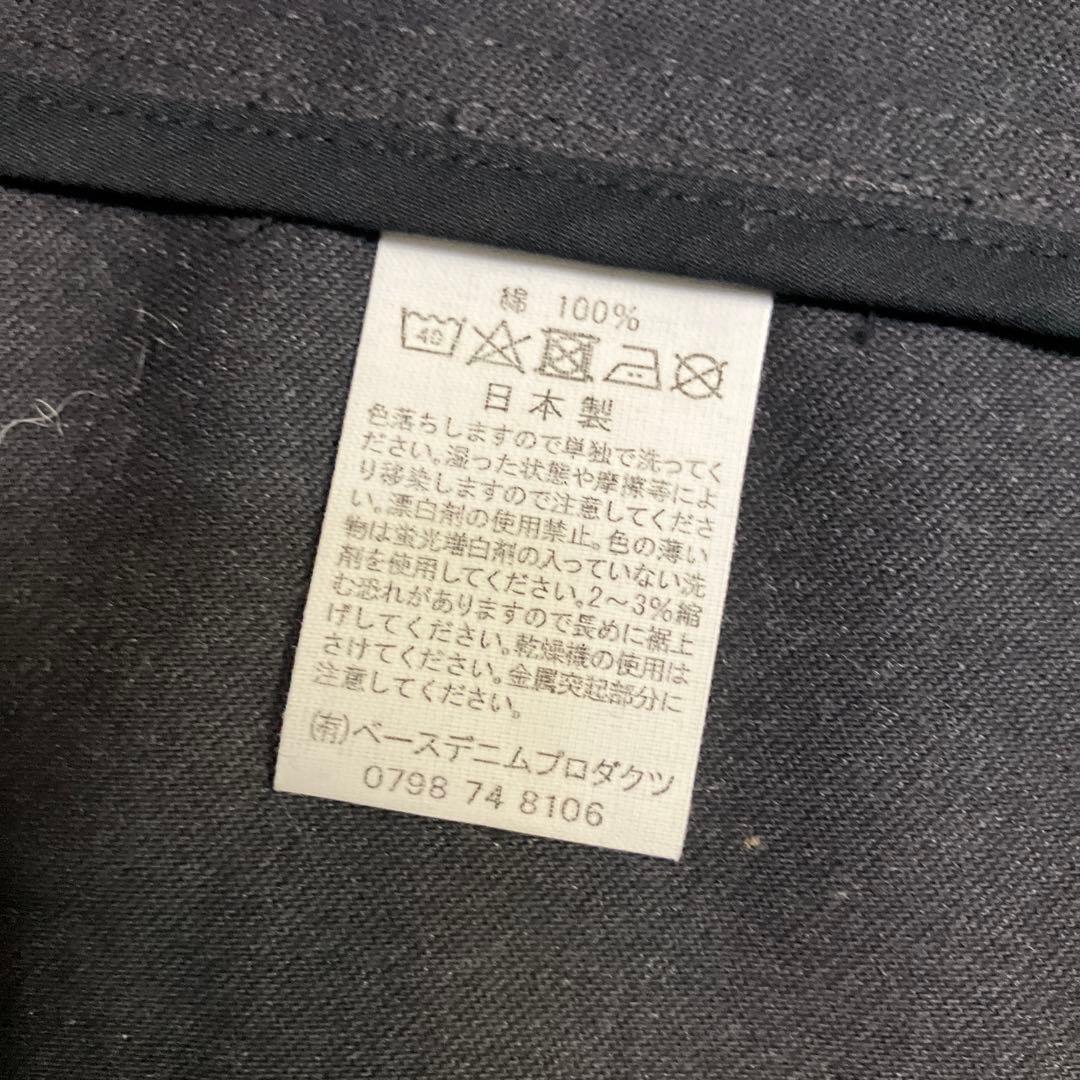 綿 100%
40
日本製
色落ちしますので単独で洗ってく
ださい。湿った状態や摩擦等によ
り移染しますので注意してくださ
い。漂白剤の使用禁止。色の薄い
物は蛍光増白剤の入っていない洗
剤を使用してください。2～3%縮
む恐れがありますので長めに裾上
げしてください。乾燥機の使用は
さけてください。金属突起部分に
注意してください。
㈲ベースデニムプロダクツ
0798 74 8106